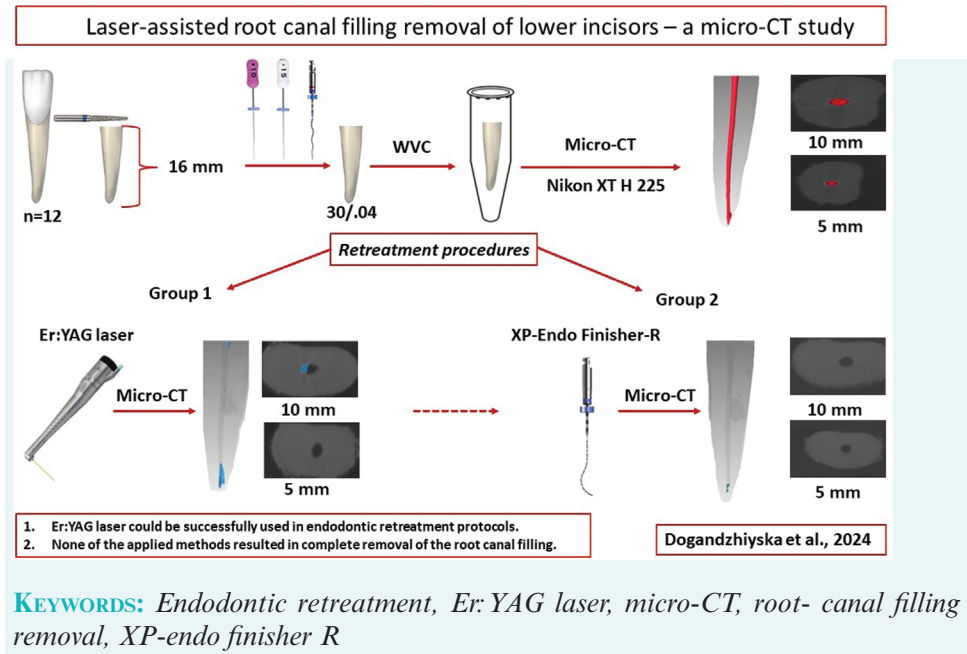 Laser-assisted root canal filling removal of lower incisors – a micro-CT study
10
15
16 mm
n=12
30/.04
WVC
Micro-CT
Nikon XT H 225
10 mm
5 mm
Retreatment procedures
Group 1
Group 2
Er:YAG laser
XP-Endo Finisher-R
Micro-CT
10 mm
5 mm
Micro-CT
10 mm
5 mm
1. Er:YAG laser could be successfully used in endodontic retreatment protocols.
2. None of the applied methods resulted in complete removal of the root canal filling.
Dogandzhiyska et al., 2024
KEYWORDS: Endodontic retreatment, Er: YAG laser, micro-CT, root- canal filling
removal, XP-endo finisher R